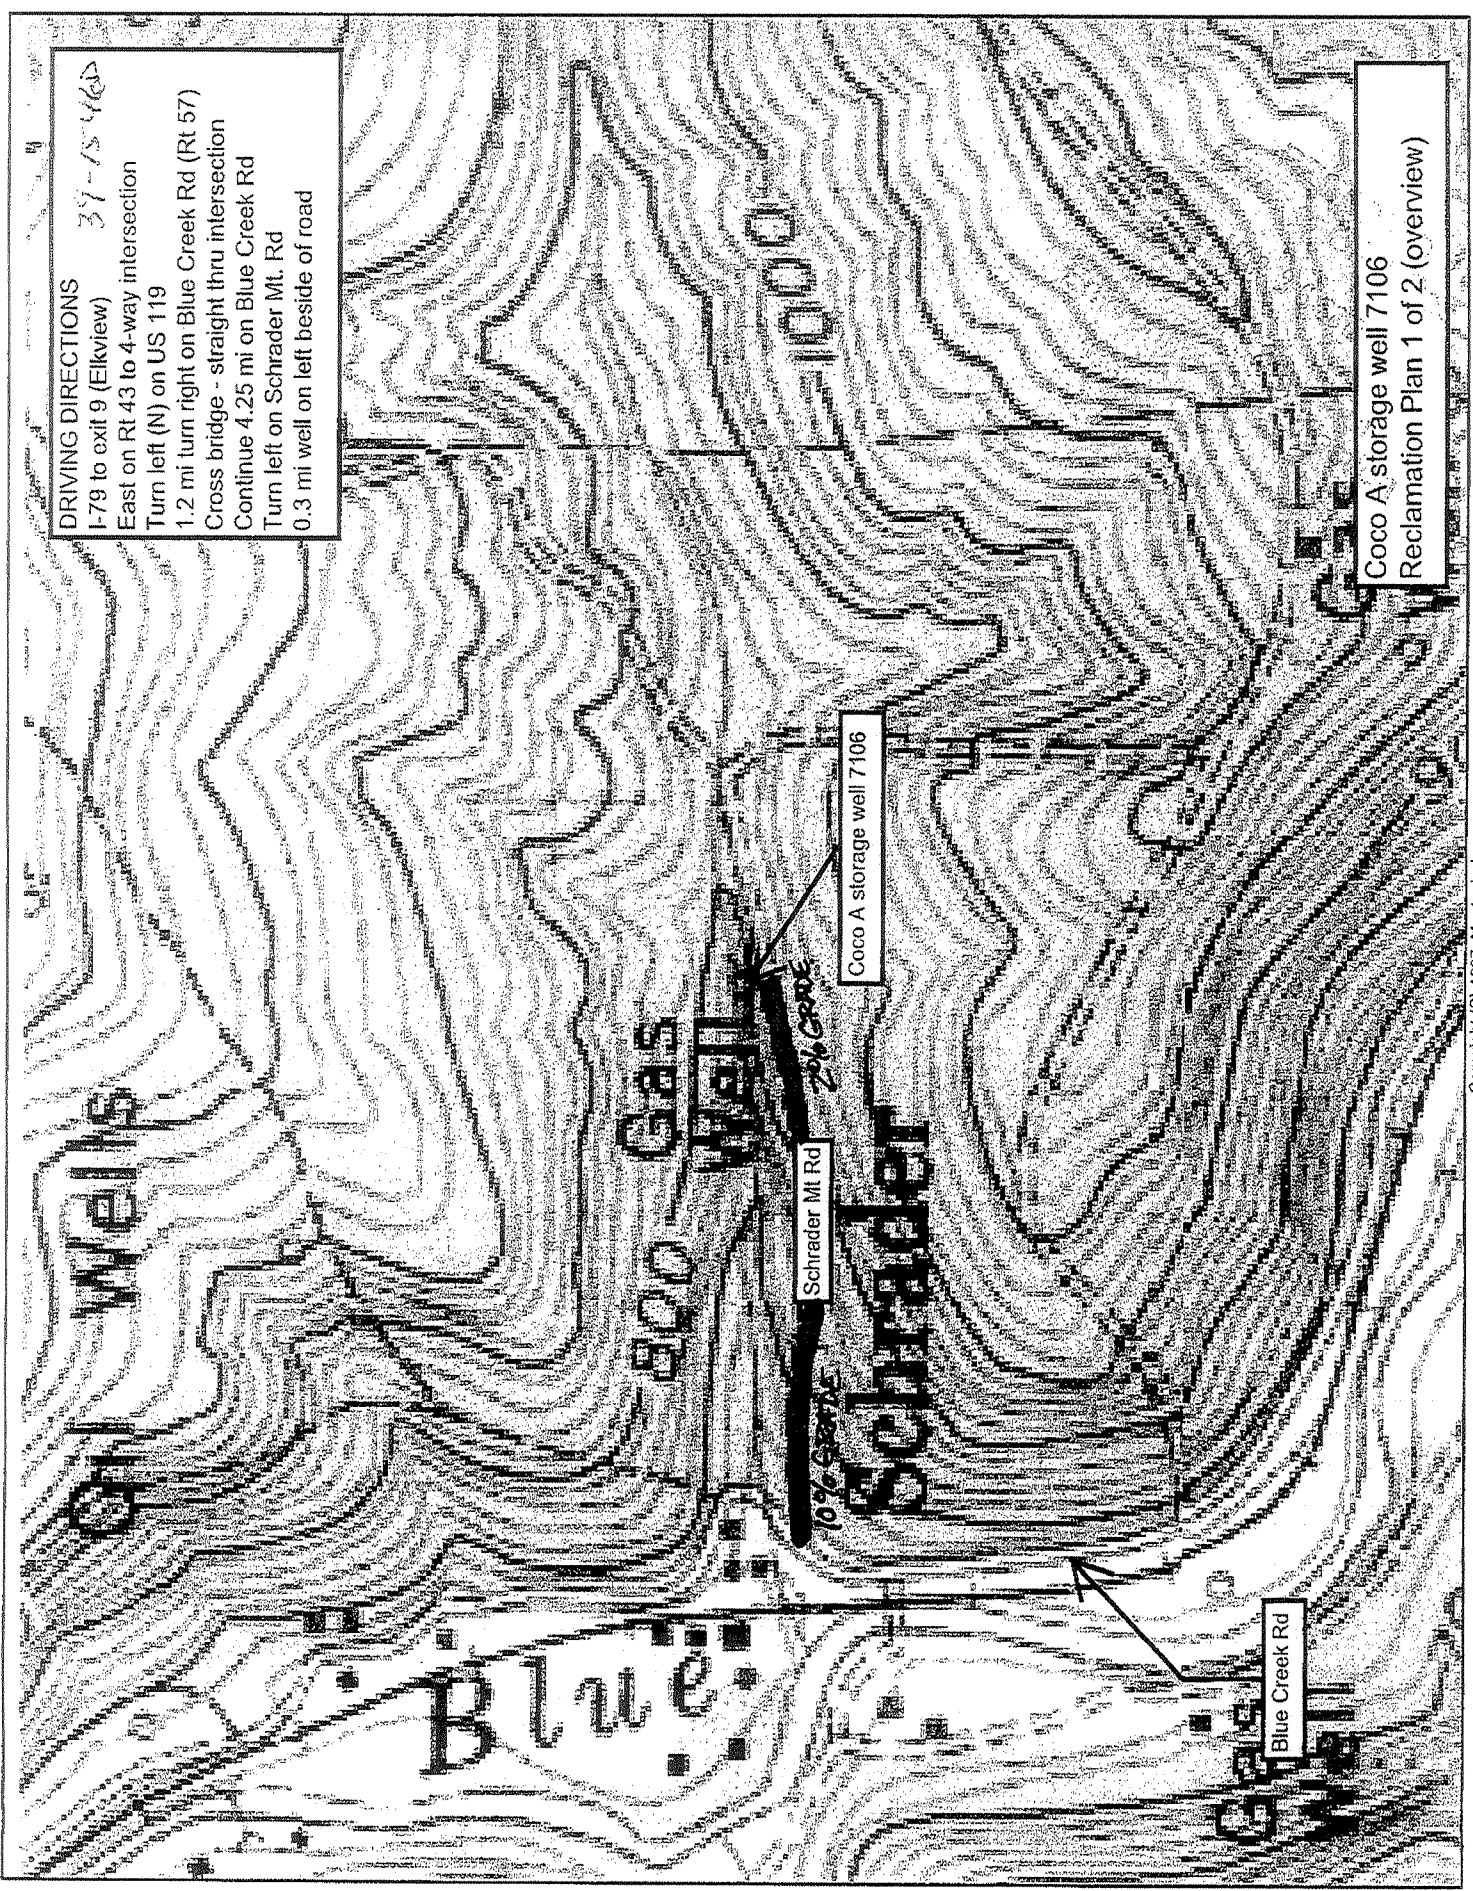 DRIVING DIRECTIONS
I-79 to exit 9 (Elkview)
East on Rt 43 to 4-way intersection
Turn left (N) on US 119
1.2 mi turn right on Blue Creek Rd (Rt 57)
Cross bridge - straight thru intersection
Continue 4.25 mi on Blue Creek Rd
Turn left on Schrader Mt. Rd
0.3 mi well on left beside of road
Oil Wells
1000
800
Gas
Well
Coco A storage well 7106
20% GRADE
Schrader Mt Rd
10% GRADE
Schrader
Blue
Blue Creek Rd
Gas
Well
Coco A storage well 7106
Reclamation Plan 1 of 2 (overview)